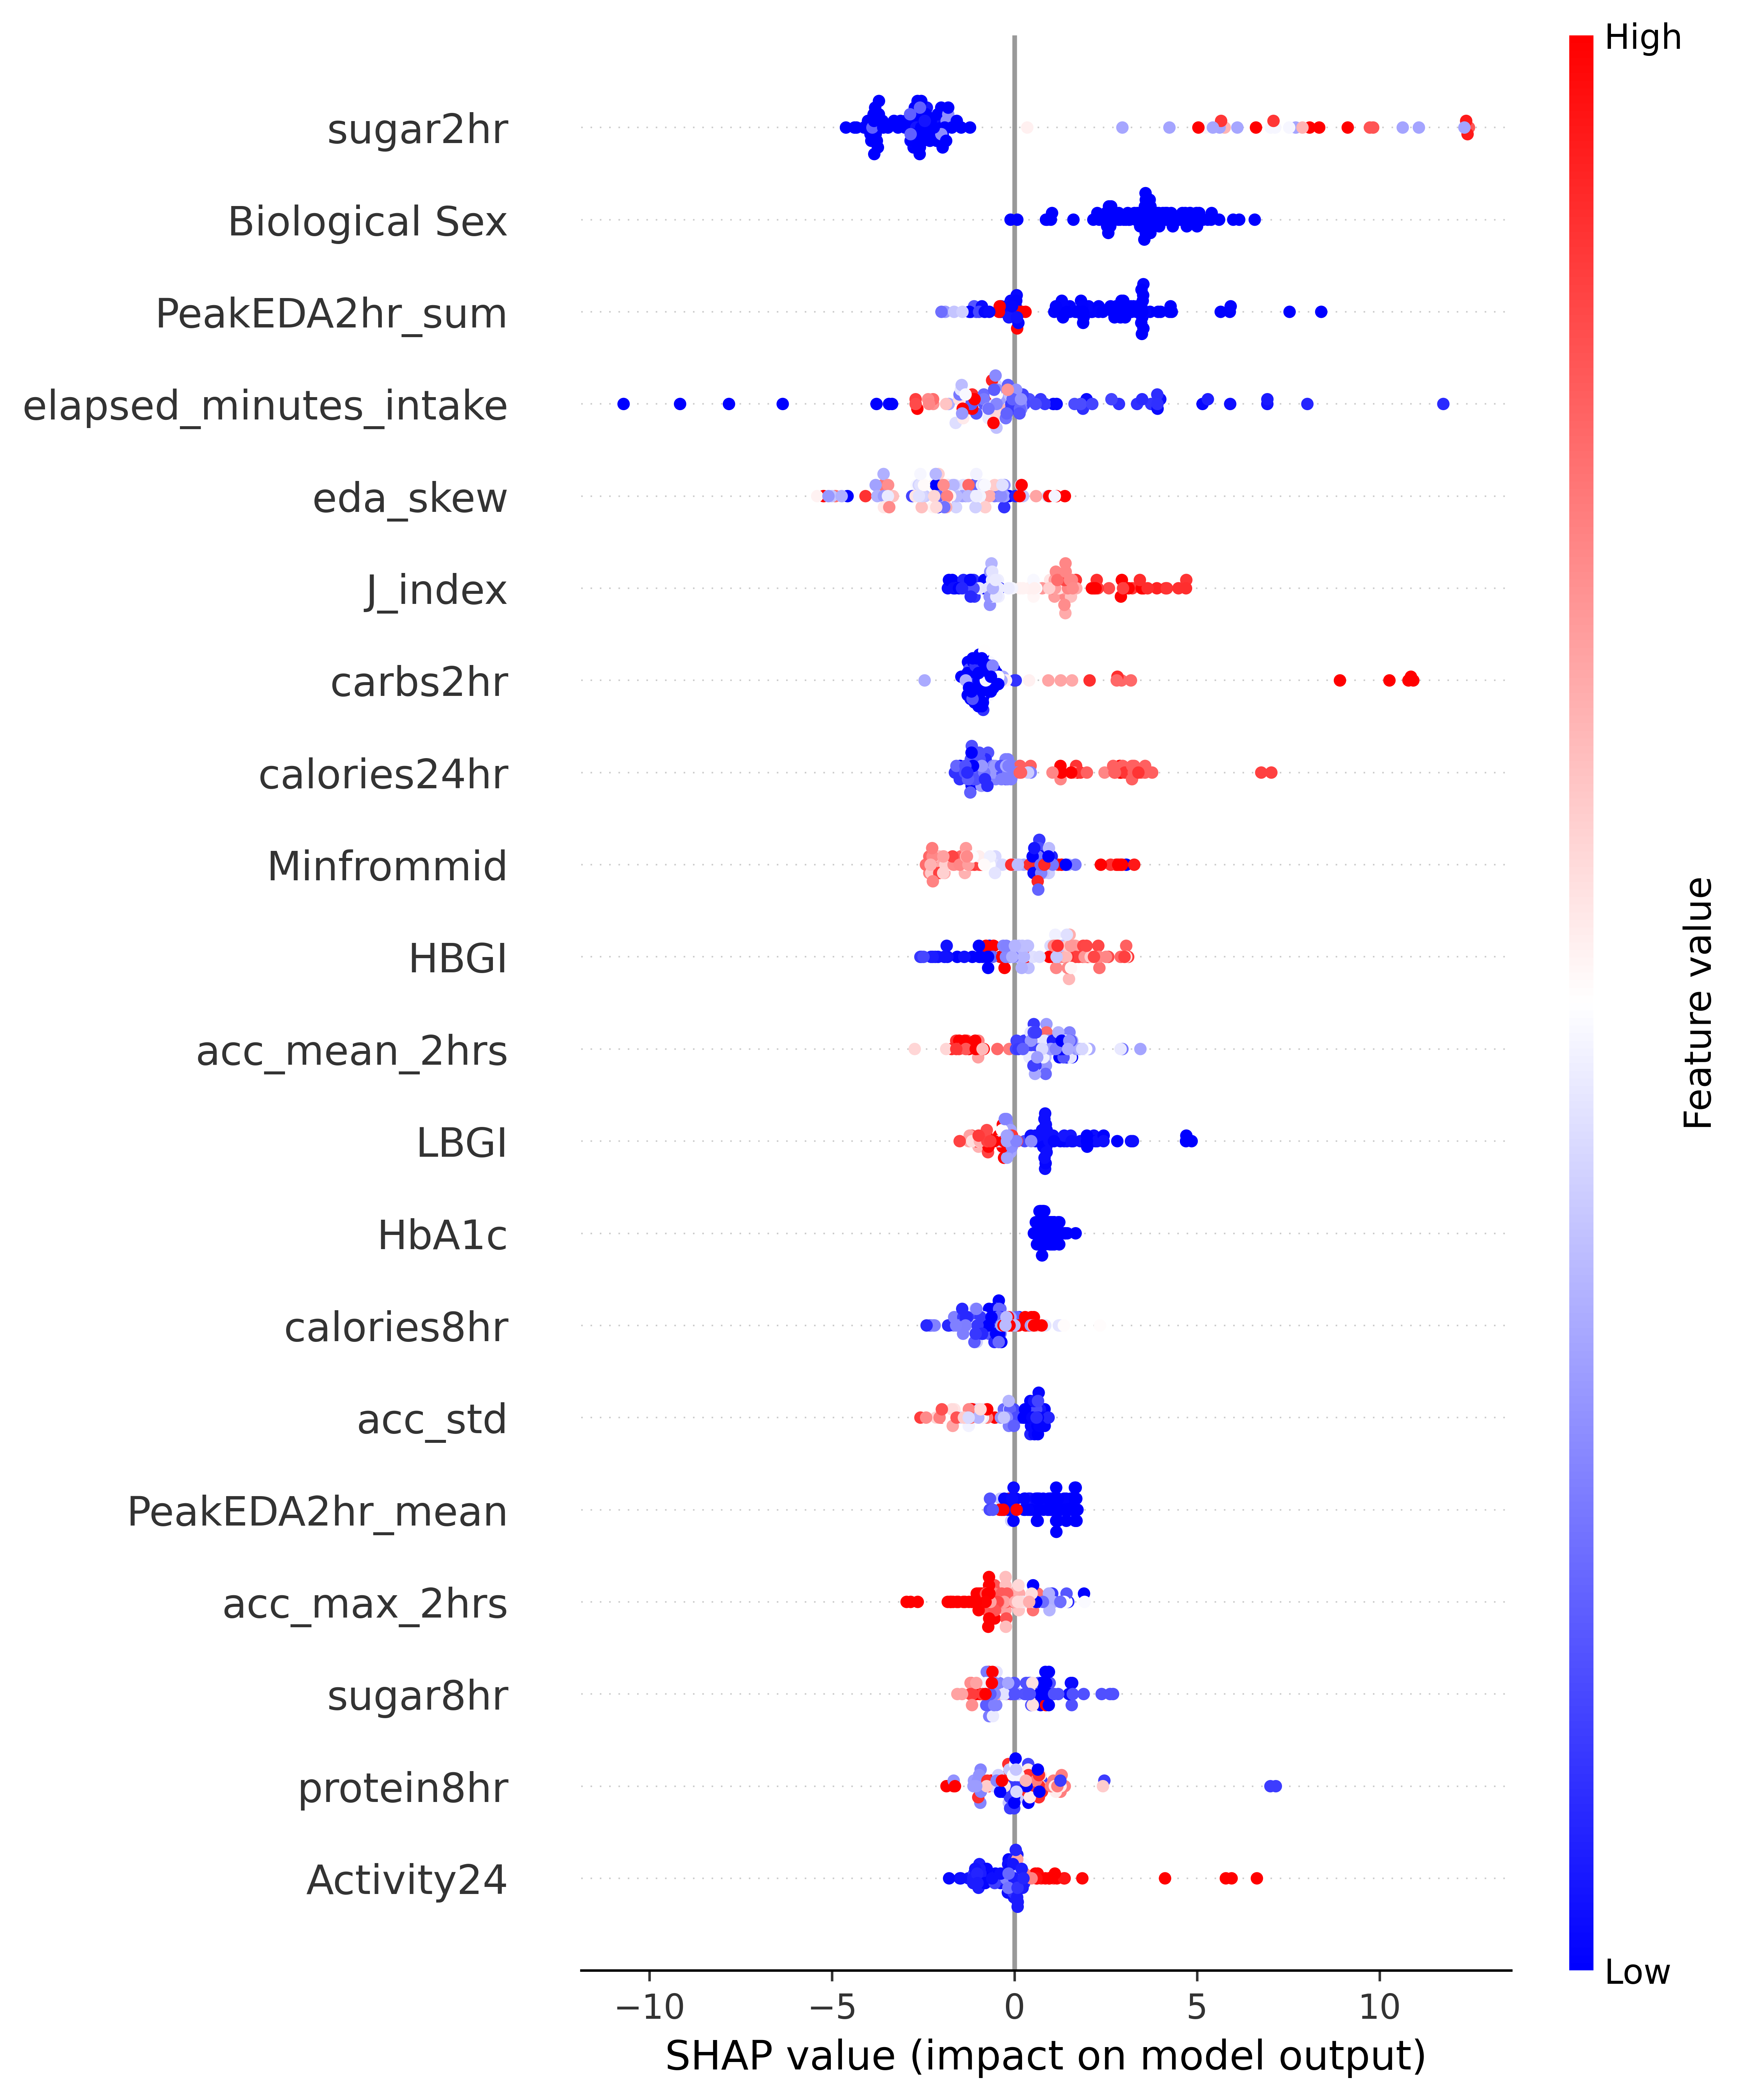 High
sugar2hr
Biological Sex
PeakEDA2hr_sum
elapsed_minutes_intake
eda_skew
J_index
carbs2hr
calories24hr
Minfrommid
HBGI
acc_mean_2hrs
LBGI
HbA1c
calories8hr
acc_std
PeakEDA2hr_mean
acc_max_2hrs
sugar8hr
protein8hr
Activity24
Feature value
Low
−10 −5 0 5 10
SHAP value (impact on model output)